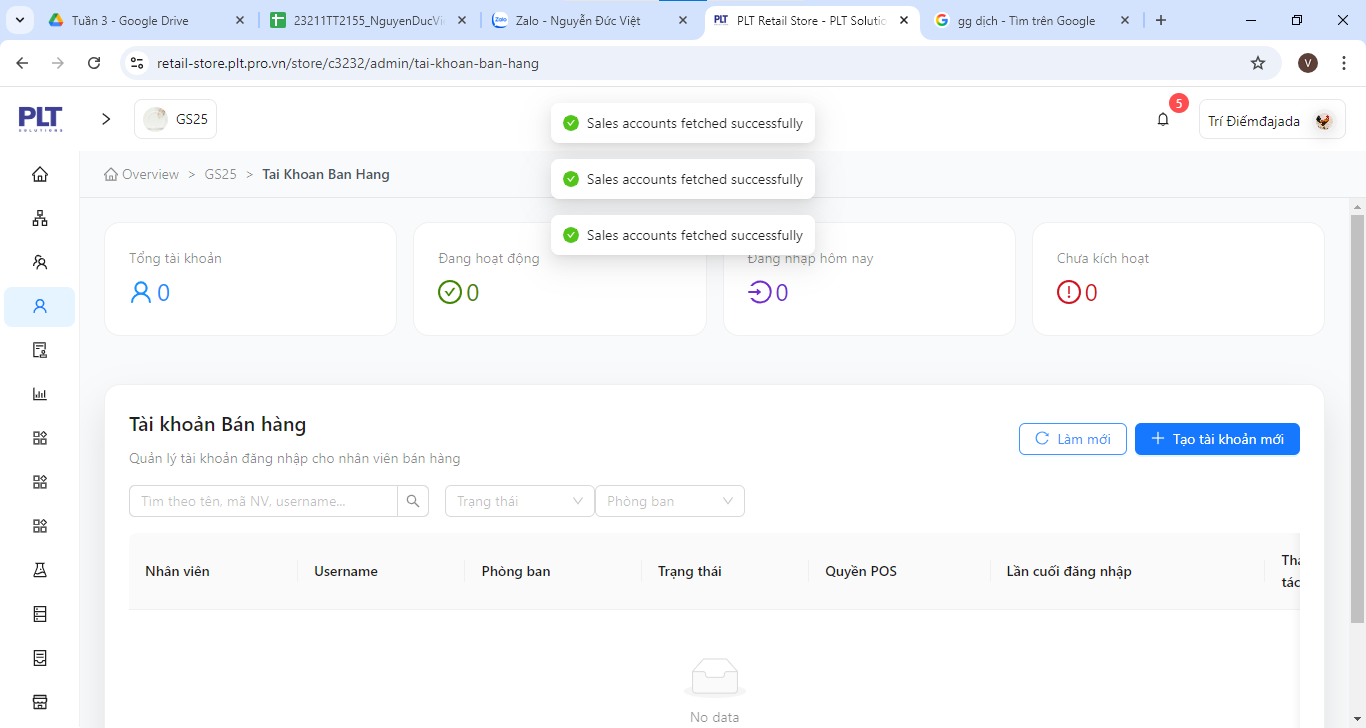 Tuần 3 - Google Drive
23211TT2155_NguyenDucVi
Zalo - Nguyễn Đức Việt
PLT Retail Store - PLT Solutio
gg dịch - Tìm trên Google
retail-store.plt.pro.vn/store/c3232/admin/tai-khoan-ban-hang
V
PLT
SOLUTIONS
GS25
5
Trí Điếmđajada
Sales accounts fetched successfully
Sales accounts fetched successfully
Sales accounts fetched successfully
Overview > GS25 > Tai Khoan Ban Hang
Tổng tài khoản
0
Đang hoạt động
0
Đăng nhập hôm nay
0
Chưa kích hoạt
0
Tài khoản Bán hàng
Quản lý tài khoản đăng nhập cho nhân viên bán hàng
Làm mới
Tạo tài khoản mới
Tìm theo tên, mã NV, username...
Trạng thái
Phòng ban
Nhân viên
Username
Phòng ban
Trạng thái
Quyền POS
Lần cuối đăng nhập
Tha
tác
No data